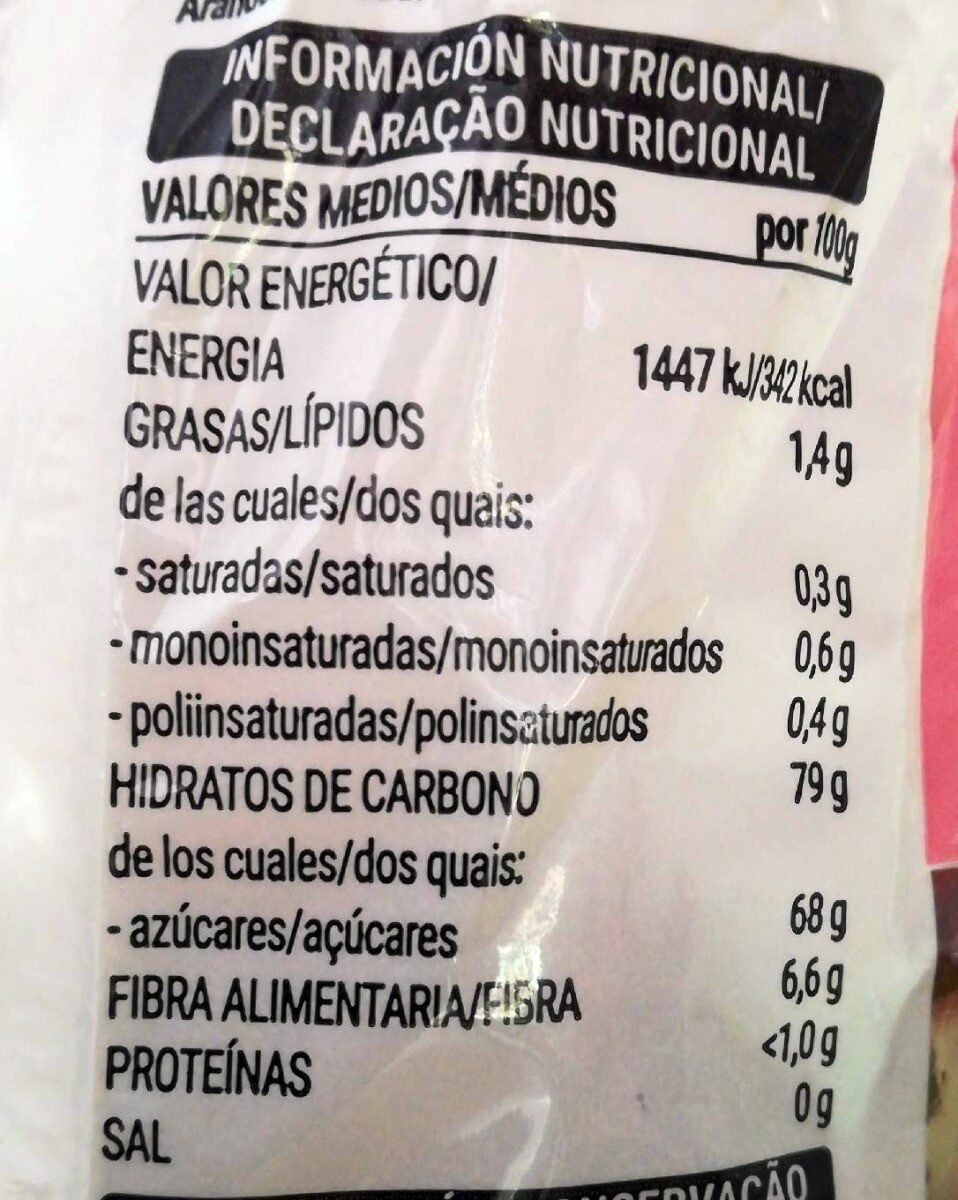 INFORMACIÓN NUTRICIONAL/
DECLARAÇÃO NUTRICIONAL
VALORES MEDIOS/MÉDIOS por 100g
VALOR ENERGÉTICO/
ENERGIA 1447 kJ/342 kcal
GRASAS/LÍPIDOS 1,4 g
de las cuales/dos quais:
- saturadas/saturados 0,3 g
- monoinsaturadas/monoinsaturados 0,6 g
- poliinsaturadas/polinsaturados 0,4 g
HIDRATOS DE CARBONO 79 g
de los cuales/dos quais:
- azúcares/açúcares 68 g
FIBRA ALIMENTARIA/FIBRA 6,6 g
PROTEÍNAS <1,0 g
SAL 0 g